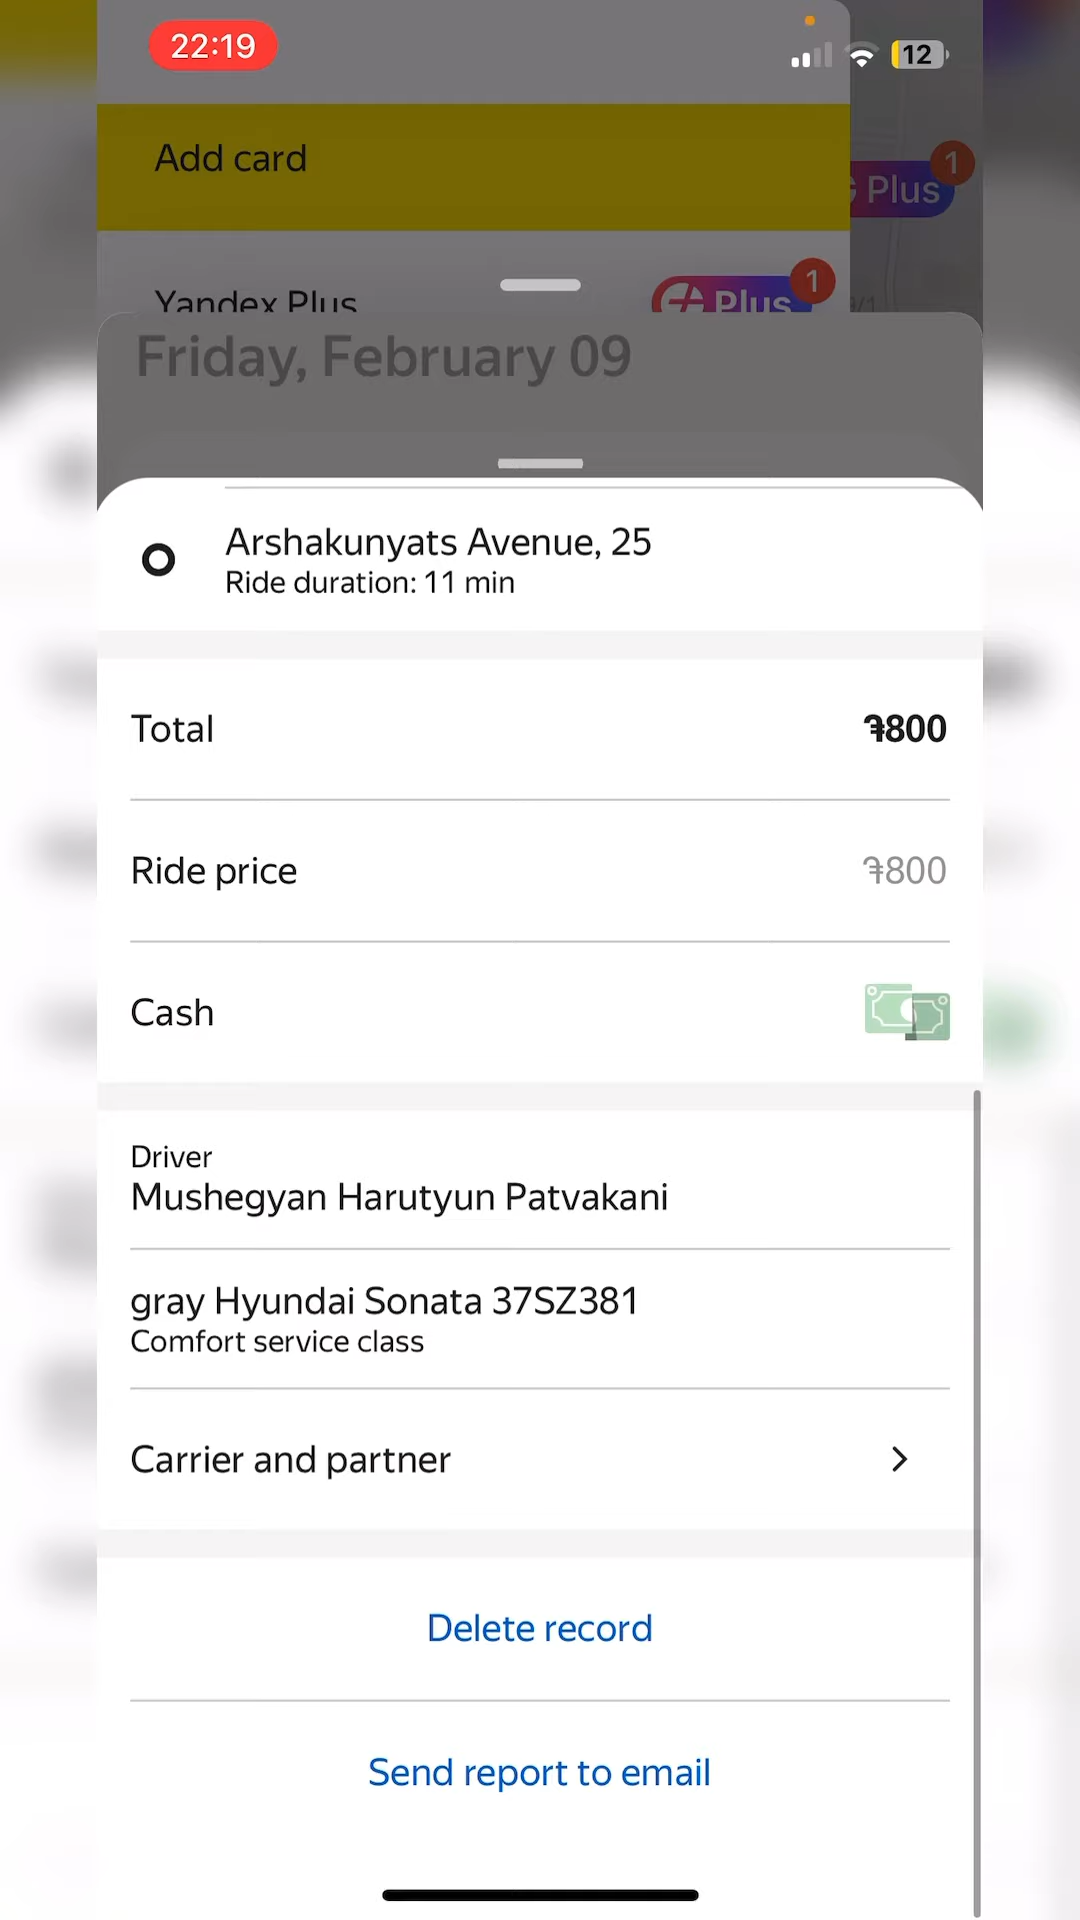 22:19
12
Add card
1
Plus
Yandex Plus
Plus
1
Friday, February 09
Arshakunyats Avenue, 25
Ride duration: 11 min
Total
֏800
Ride price
֏800
Cash
Driver
Mushegyan Harutyun Patvakani
gray Hyundai Sonata 37SZ381
Comfort service class
Carrier and partner
Delete record
Send report to email